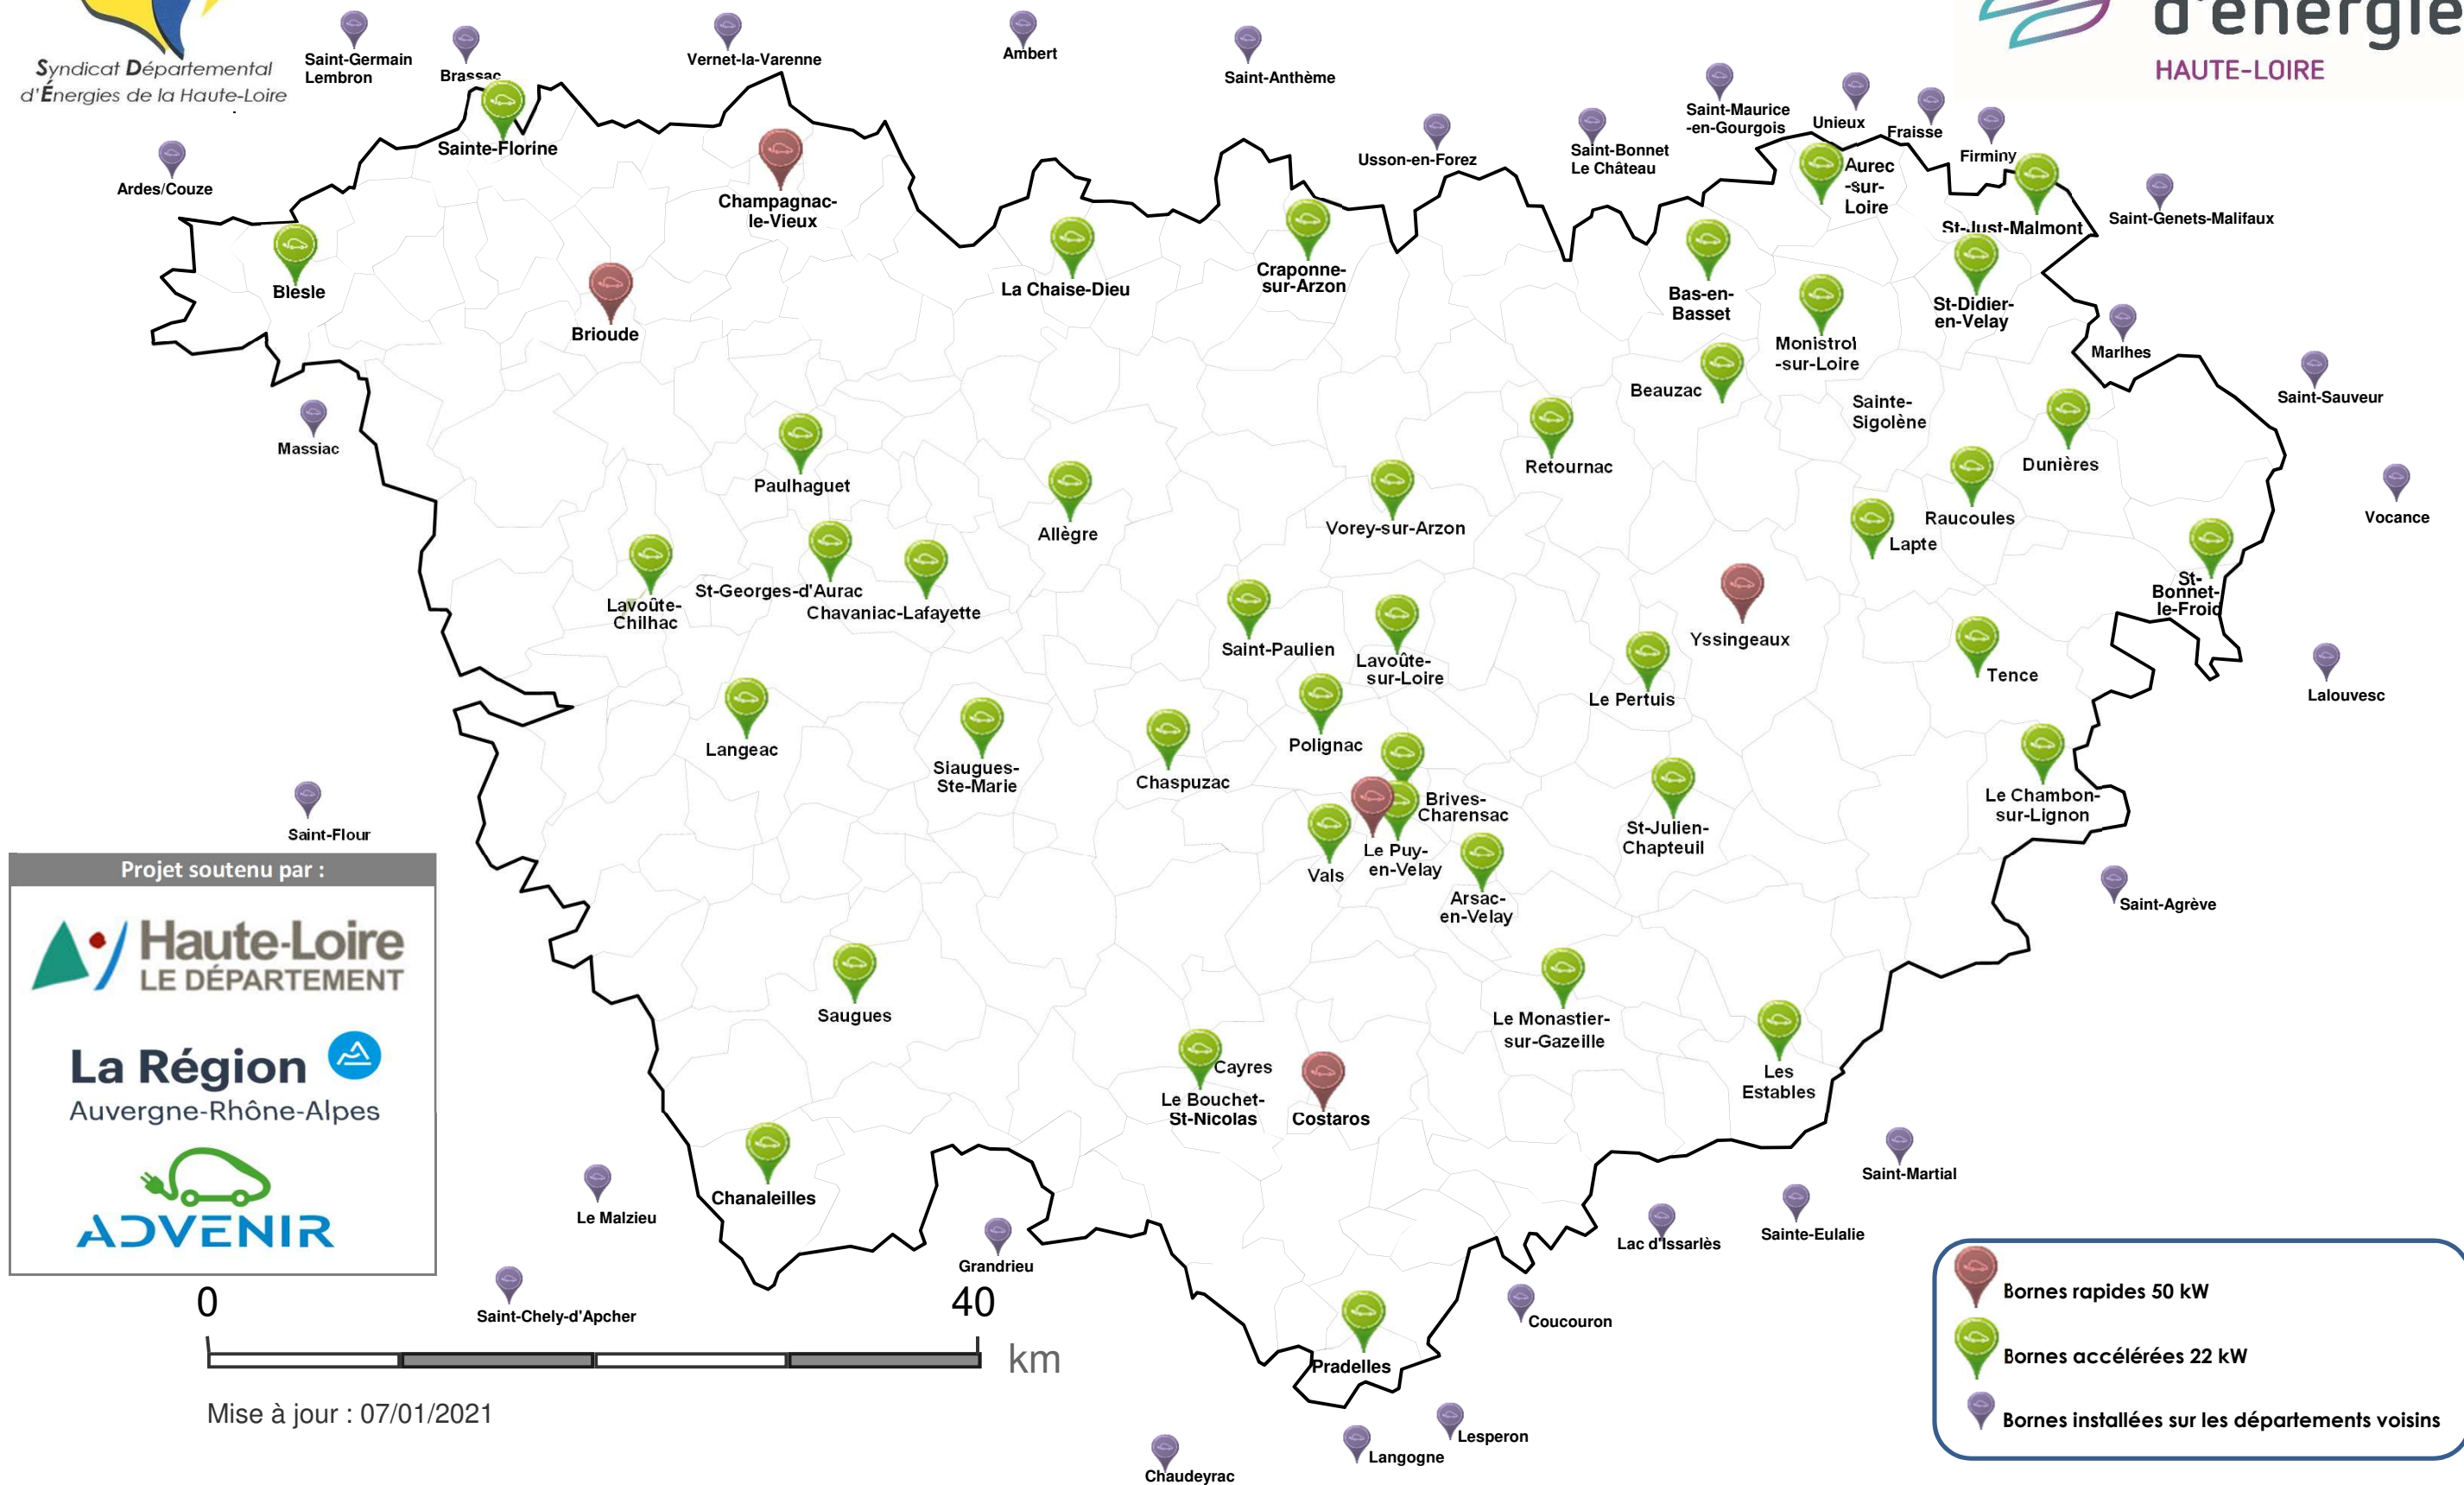 Syndicat Départemental
d'Énergies de la Haute-Loire
d'énergie
HAUTE-LOIRE
Saint-Germain
Lembron
Brassac
Vernet-la-Varenne
Ambert
Saint-Anthème
Usson-en-Forez
Saint-Bonnet
Le Château
Saint-Maurice
-en-Gourgois
Unieux
Fraisse
Firminy
Saint-Genets-Malifaux
Ardes/Couze
Sainte-Florine
Champagnac-
le-Vieux
Aurec
-sur-
Loire
St-Just-Malmont
Blesle
Brioude
La Chaise-Dieu
Craponne-
sur-Arzon
Bas-en-
Basset
Monistrol
-sur-Loire
St-Didier-
en-Velay
Marlhes
Saint-Sauveur
Beauzac
Sainte-
Sigolène
Massiac
Paulhaguet
Allègre
Vorey-sur-Arzon
Retournac
Dunières
Raucoules
Lapte
Vocance
Lavoûte-
Chilhac
St-Georges-d'Aurac
Chavaniac-Lafayette
Saint-Paulien
Lavoûte-
sur-Loire
Yssingeaux
St-
Bonnet-
le-Froid
Le Pertuis
Tence
Lalouvesc
Langeac
Siaugues-
Ste-Marie
Chaspuzac
Polignac
Brives-
Charensac
Le Puy-
en-Velay
Vals
Arsac-
en-Velay
St-Julien-
Chapteuil
Le Chambon-
sur-Lignon
Saint-Agrève
Saint-Flour
Projet soutenu par :
Haute-Loire
LE DÉPARTEMENT
La Région
Auvergne-Rhône-Alpes
ADVENIR
Saugues
Le Monastier-
sur-Gazeille
Les
Estables
Cayres
Le Bouchet-
St-Nicolas
Costaros
Chanaleilles
Le Malzieu
Grandrieu
Saint-Chely-d'Apcher
Saint-Martial
Sainte-Eulalie
Lac d'Issarlès
Coucouron
Pradelles
Lesperon
Langogne
Chaudeyrac
0
40
km
Mise à jour : 07/01/2021
Bornes rapides 50 kW
Bornes accélérées 22 kW
Bornes installées sur les départements voisins